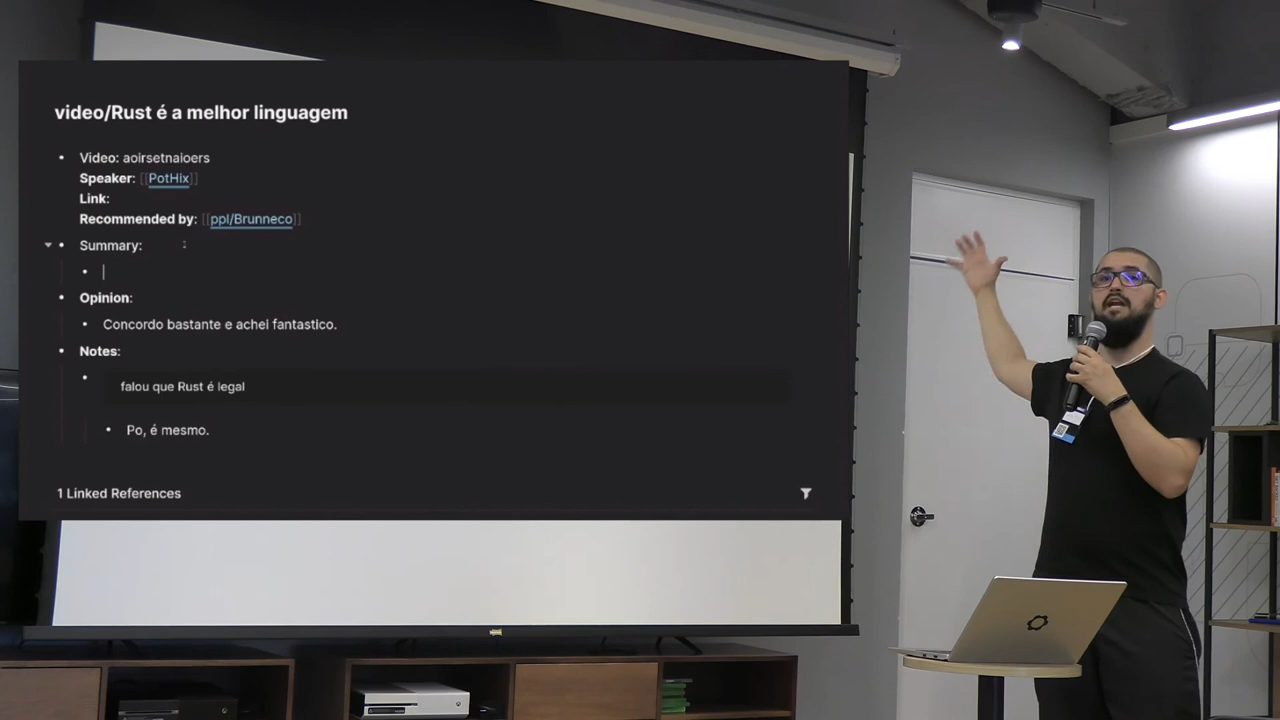 video/Rust é a melhor linguagem
Video: aoirsetnaioers
Speaker: [[PotHix]]
Link:
Recommended by: [[ppl/Brunneco]]
Summary:
Opinion:
Concordo bastante e achei fantastico.
Notes:
falou que Rust é legal
Po, é mesmo.
1 Linked References